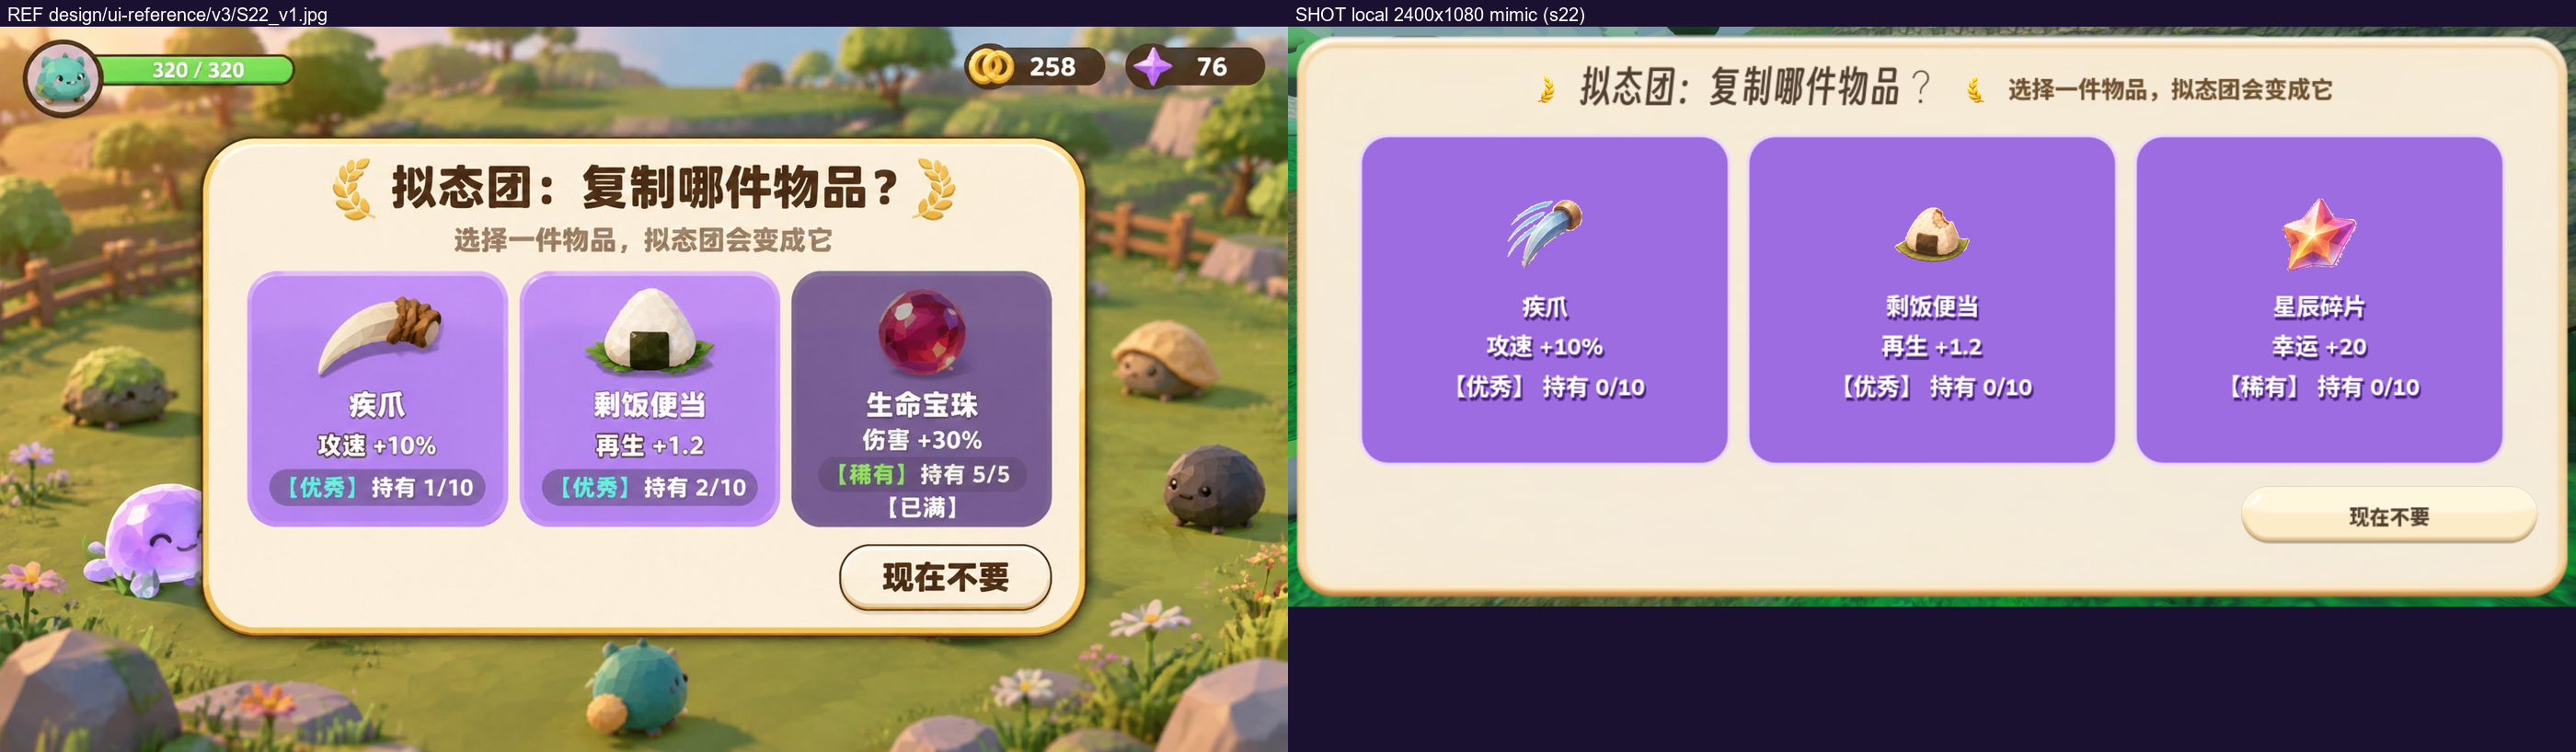 REF design/ui-reference/v3/S22_v1.jpg
320 / 320
258
76
拟态团：复制哪件物品？
选择一件物品，拟态团会变成它
疾爪
攻速 +10%
【优秀】 持有 1/10
剩饭便当
再生 +1.2
【优秀】 持有 2/10
生命宝珠
伤害 +30%
【稀有】 持有 5/5
【已满】
现在不要
SHOT local 2400x1080 mimic (s22)
拟态团：复制哪件物品？
选择一件物品，拟态团会变成它
疾爪
攻速 +10%
【优秀】 持有 0/10
剩饭便当
再生 +1.2
【优秀】 持有 0/10
星辰碎片
幸运 +20
【稀有】 持有 0/10
现在不要